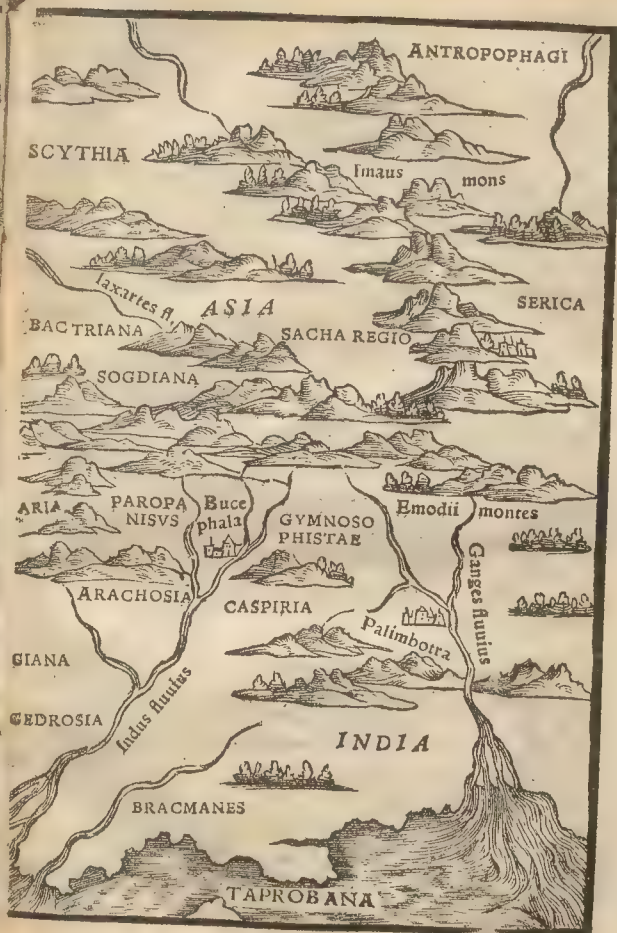 ANTROPOPHAGI
SCYTHIA
Imaus mons
Iaxartes fl
ASIA
SERICA
BACTRIANA
SACHA REGIO
SOGDIANA
ARIA
PAROPA
NISVS
Buce
phala
GYMNOSO
PHISTAE
Emodii montes
ARACHOSIA
CASPIRIA
Palimbotra
Ganges fluuius
GIANA
GEDROSIA
Indus fluuius
INDIA
BRACMANES
TAPROBANA